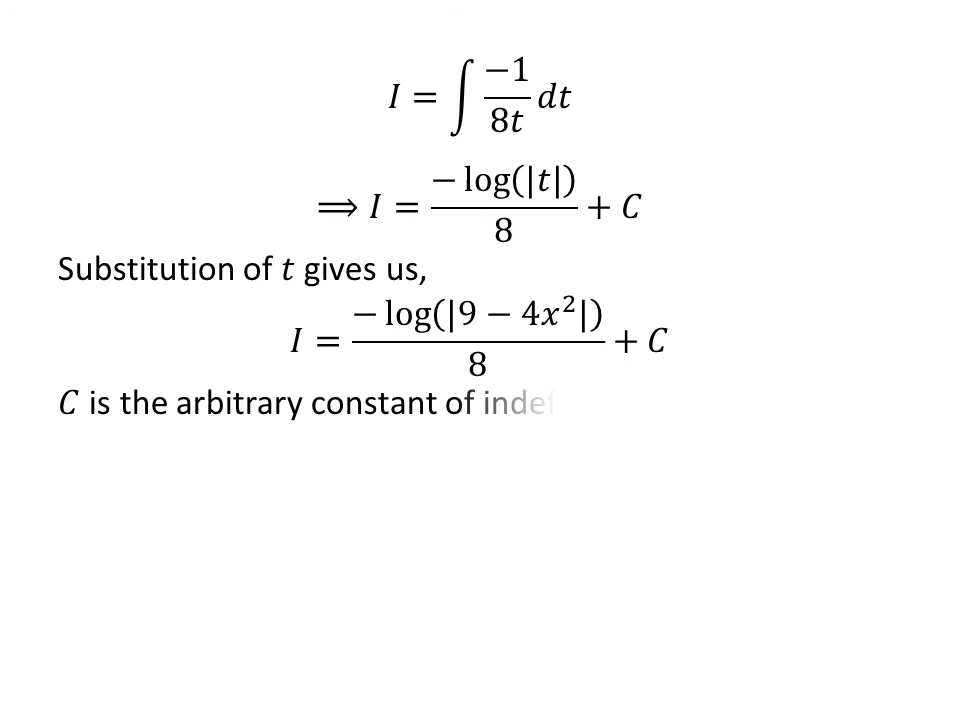 I = ∫ −1/8t dt
⟹ I = − log(|t|)/8 + C
Substitution of t gives us,
I = − log(|9 − 4x²|)/8 + C
C is the arbitrary constant of